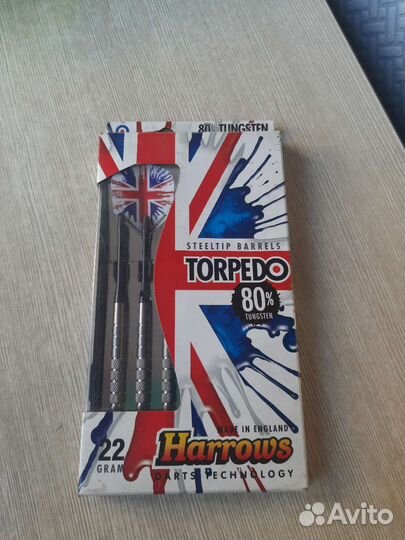 80% TUNGSTEN
STEELTIP BARRELS
TORPEDO
80%
TUNGSTEN
MADE IN ENGLAND
22
GRAM
Harrows
DARTS TECHNOLOGY
Avito